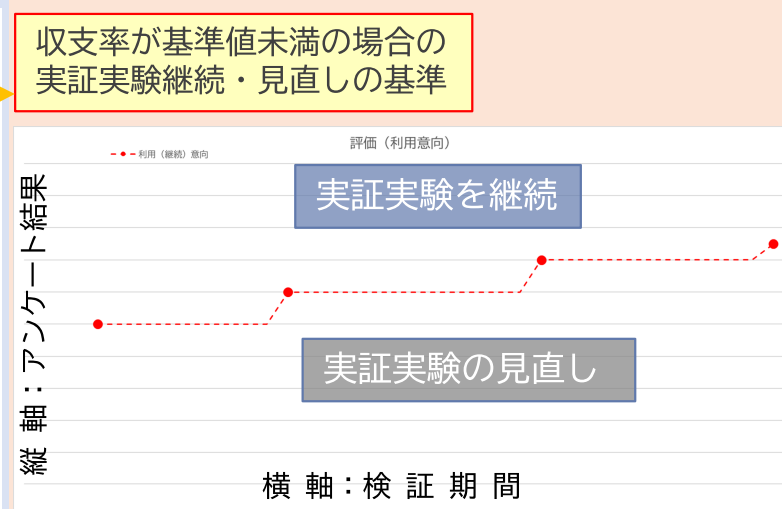 収支率が基準値未満の場合の
実証実験継続・見直しの基準
評価（利用意向）
利用（継続）意向
実証実験を継続
縦軸：アンケート結果
実証実験の見直し
横軸：検証期間